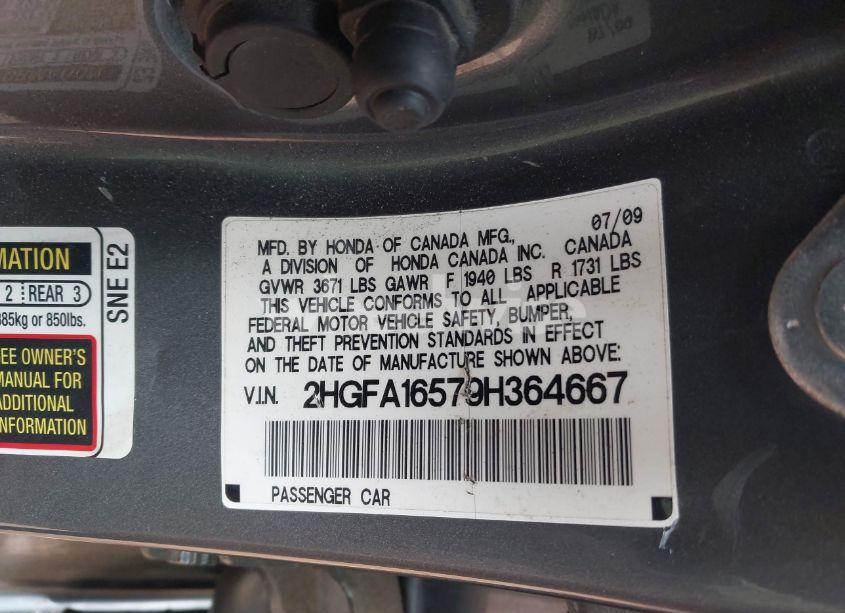 07/09
MFD. BY HONDA OF CANADA MFG.,
A DIVISION OF HONDA CANADA INC. CANADA
GVWR 3671 LBS GAWR F 1940 LBS R 1731 LBS
THIS VEHICLE CONFORMS TO ALL APPLICABLE
FEDERAL MOTOR VEHICLE SAFETY, BUMPER,
AND THEFT PREVENTION STANDARDS IN EFFECT
ON THE DATE OF MANUFACTURE SHOWN ABOVE:
V.I.N. 2HGFA16579H364667
PASSENGER CAR
MATION
2 REAR 3
385kg or 850lbs.
EE OWNER'S
MANUAL FOR
ADDITIONAL
INFORMATION
SNE E2